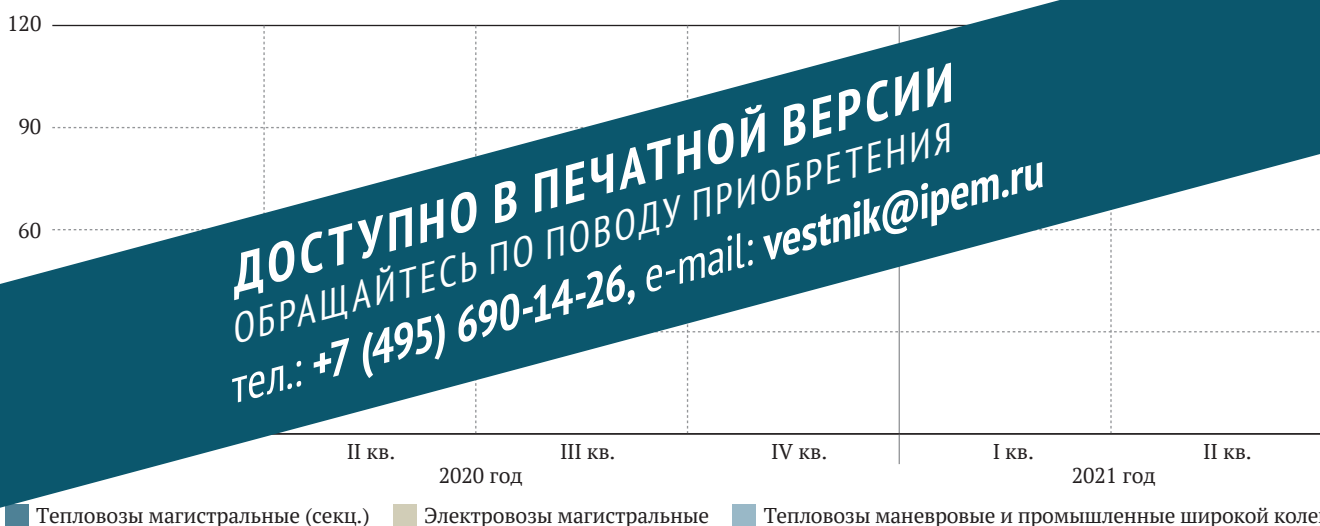 120
90
60
ДОСТУПНО В ПЕЧАТНОЙ ВЕРСИИ
ОБРАЩАЙТЕСЬ ПО ПОВОДУ ПРИОБРЕТЕНИЯ
тел.: +7 (495) 690-14-26, e-mail: vestnik@ipem.ru
II кв. III кв. IV кв. I кв. II кв.
2020 год 2021 год
Тепловозы магистральные (секц.) Электровозы магистральные Тепловозы маневровые и промышленные широкой